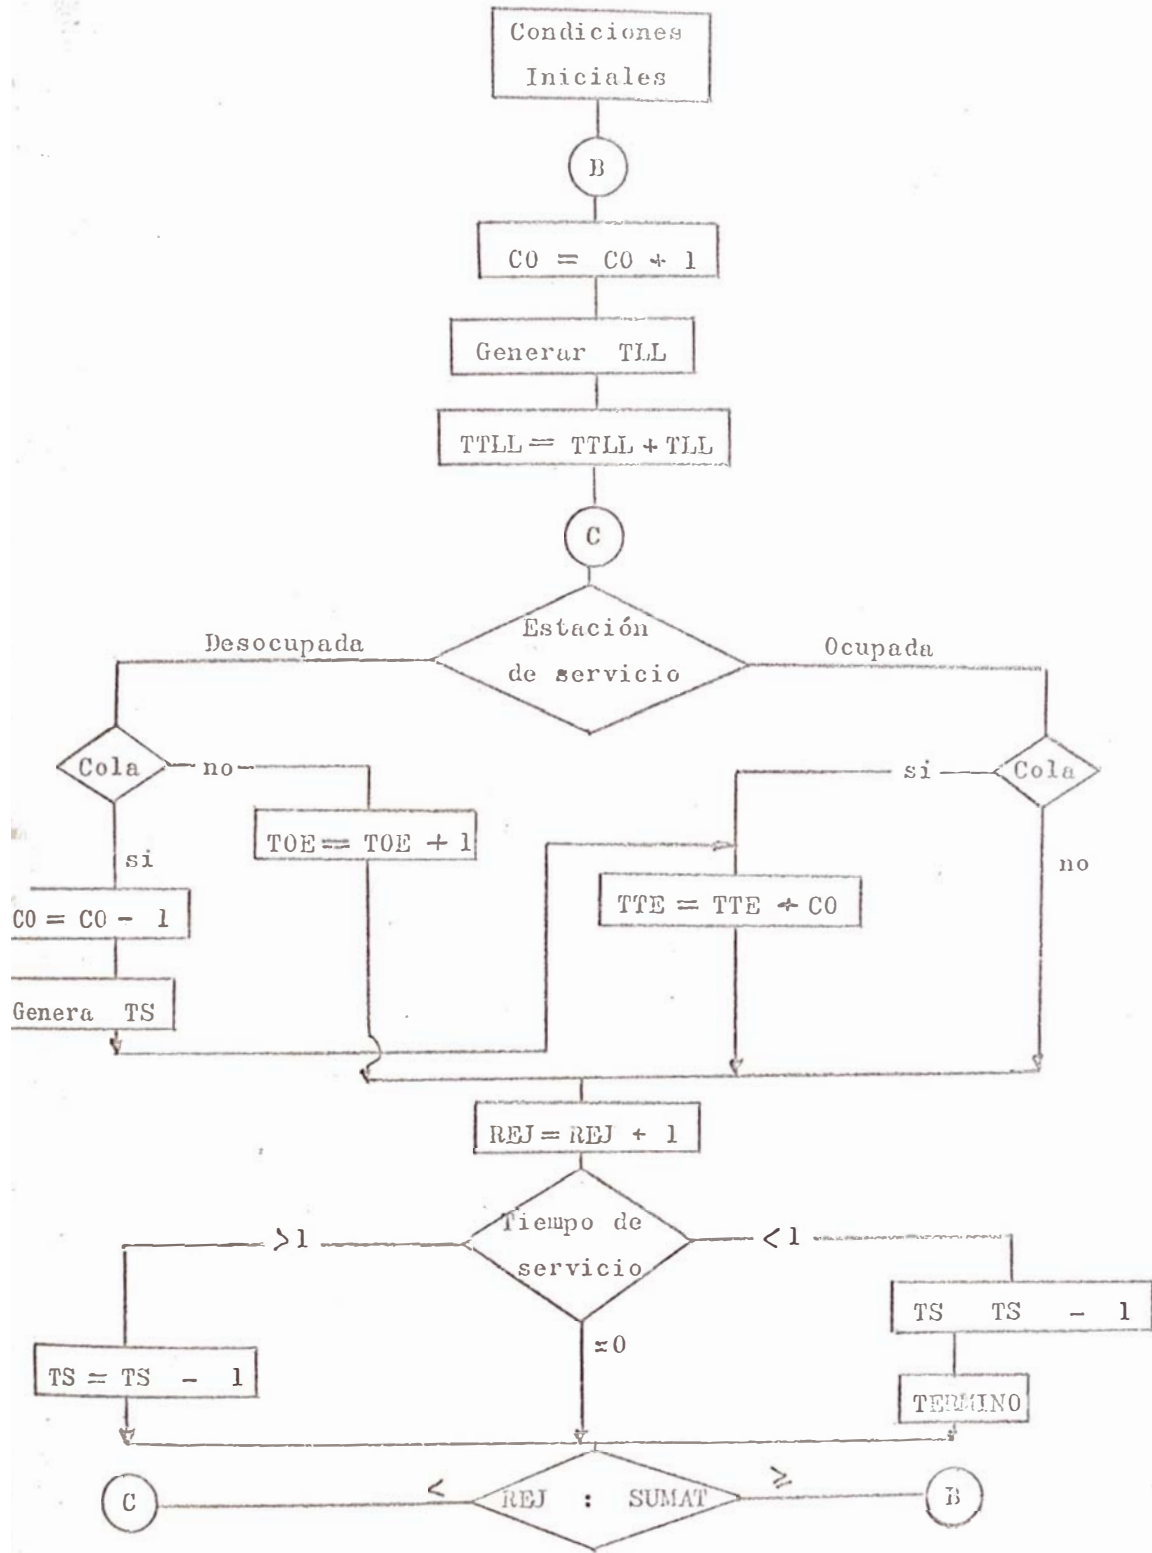 Condiciones
Iniciales
B
CO = CO + 1
Generar TLL
TTLL = TTLL + TLL
C
Estación
de servicio
Desocupada
Ocupada
Cola
no
si
Cola
TOE = TOE + 1
si
no
CO = CO - 1
TTE = TTE + CO
Genera TS
REJ = REJ + 1
Tiempo de
servicio
>1
<1
=0
TS TS - 1
TS = TS - 1
TERMINO
C
<
REJ : SUMAT
≥
B